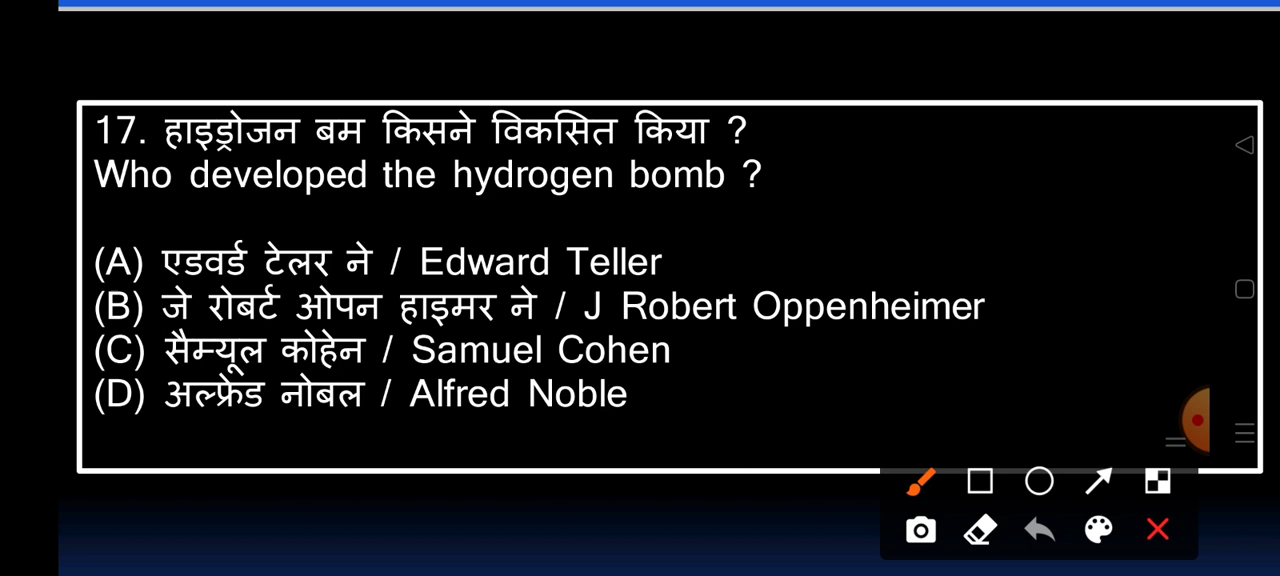 17. हाइड्रोजन बम किसने विकसित किया ?
Who developed the hydrogen bomb ?
(A) एडवर्ड टेलर ने / Edward Teller
(B) जे रोबर्ट ओपन हाइमर ने / J Robert Oppenheimer
(C) सैम्यूल कोहेन / Samuel Cohen
(D) अल्फ्रेड नोबल / Alfred Noble